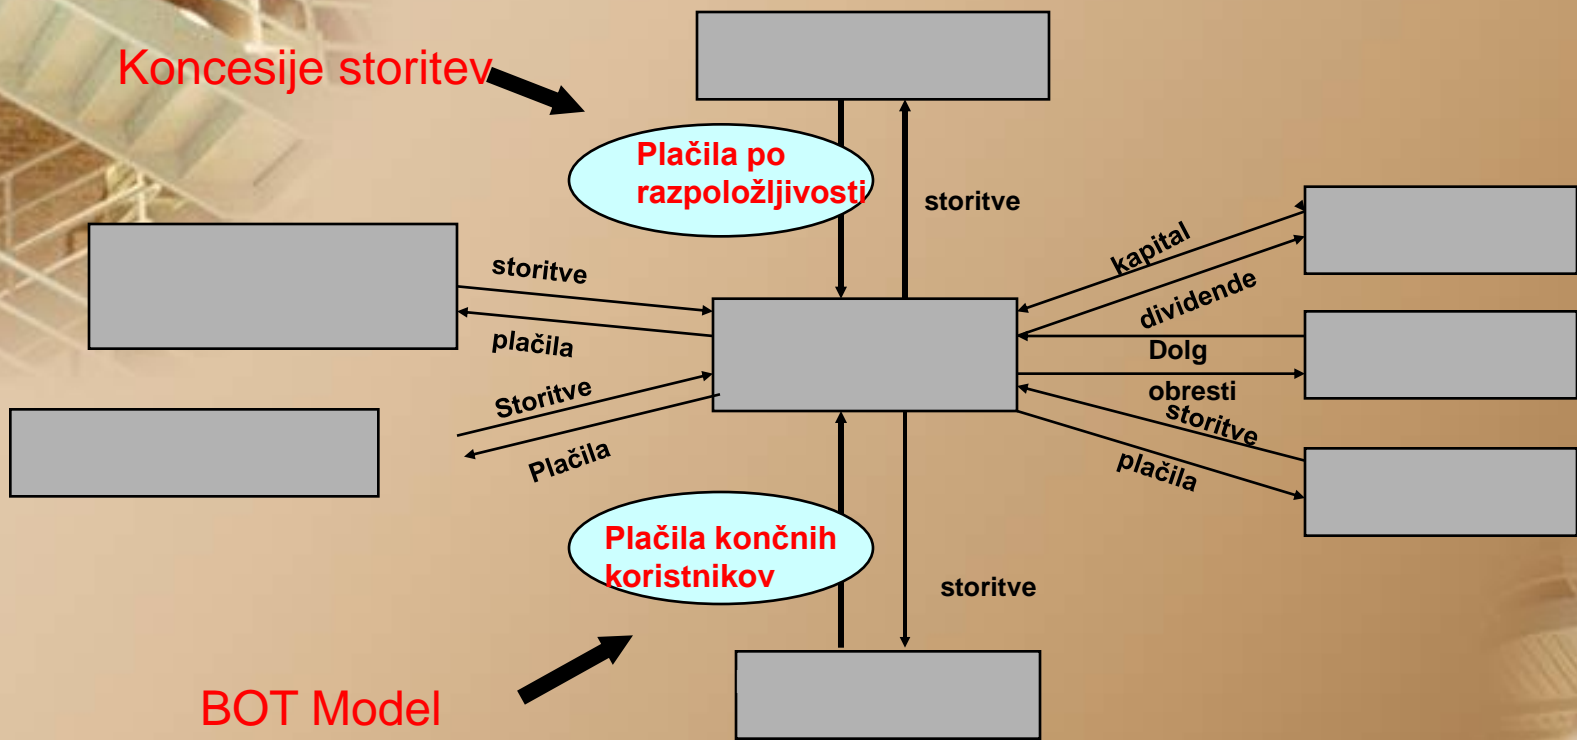 Koncesije storitev
Plačila po
razpoložljivosti
storitve
kapital
storitve
dividende
plačila
Dolg
Storitve
obresti
storitve
Plačila
plačila
Plačila končnih
koristnikov
storitve
BOT Model